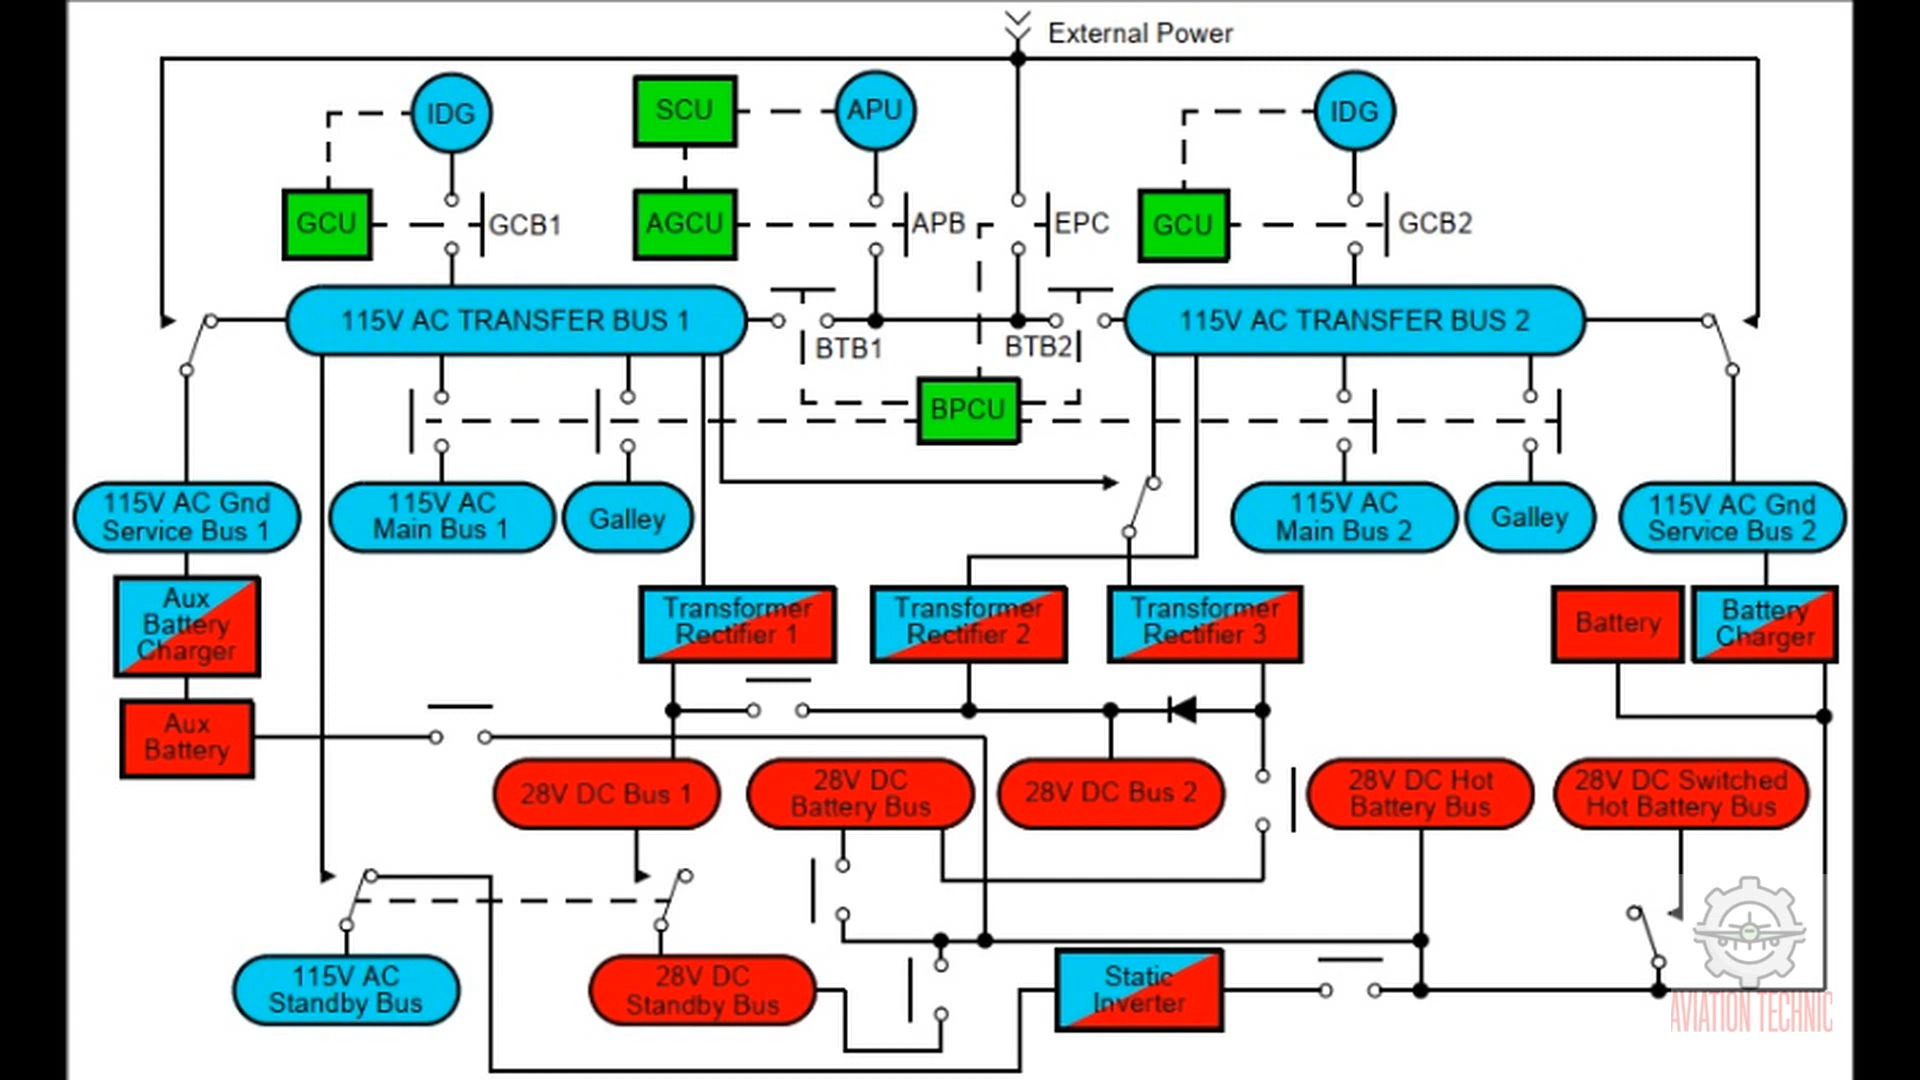 External Power
IDG
SCU
APU
IDG
GCU
GCB1
AGCU
APB
EPC
GCU
GCB2
115V AC TRANSFER BUS 1
BTB1
BTB2
115V AC TRANSFER BUS 2
BPCU
115V AC Gnd
Service Bus 1
115V AC
Main Bus 1
Galley
115V AC
Main Bus 2
Galley
115V AC Gnd
Service Bus 2
Aux
Battery
Charger
Transformer
Rectifier 1
Transformer
Rectifier 2
Transformer
Rectifier 3
Battery
Battery
Charger
Aux
Battery
28V DC Bus 1
28V DC
Battery Bus
28V DC Bus 2
28V DC Hot
Battery Bus
28V DC Switched
Hot Battery Bus
115V AC
Standby Bus
28V DC
Standby Bus
Static
Inverter
AVIATION TECHNIC